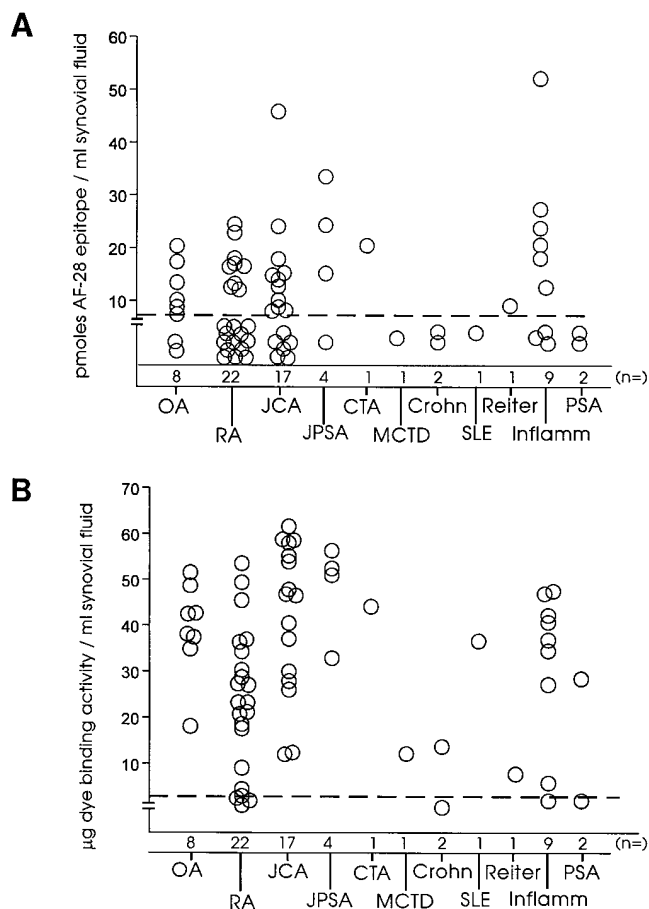 A
pmoles AF-28 epitope / ml synovial fluid
60
50
40
30
20
10
8 22 17 4 1 1 2 1 1 9 2 (n=)
OA JCA CTA Crohn Reiter PSA
RA JPSA MCTD SLE Inflamm
B
µg dye binding activity / ml synovial fluid
70
60
50
40
30
20
10
8 22 17 4 1 1 2 1 1 9 2 (n=)
OA JCA CTA Crohn Reiter PSA
RA JPSA MCTD SLE Inflamm